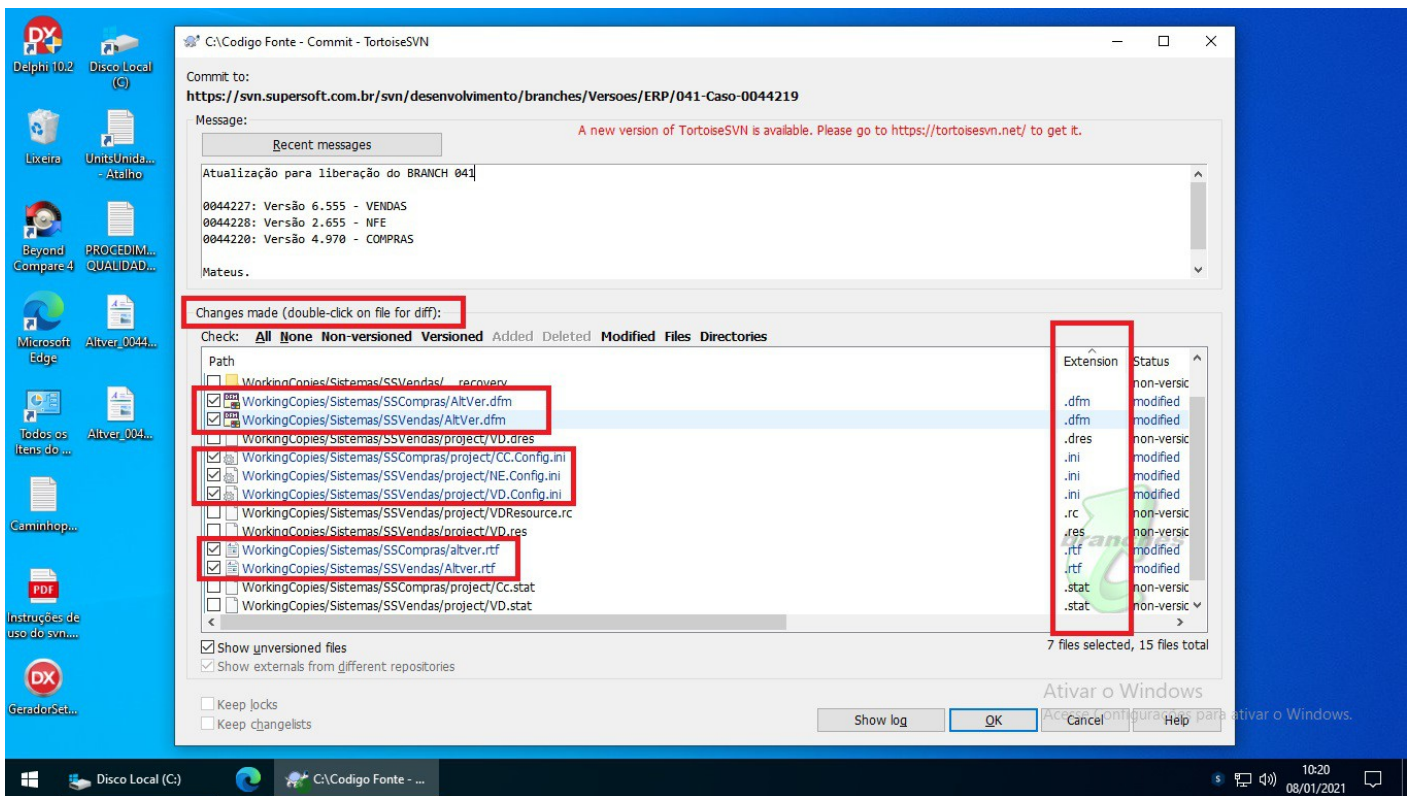 Delphi 10.2
Disco Local
(C)
Lixeira
UnitsUnida...
- Atalho
Beyond
Compare 4
PROCEDIM...
QUALIDAD...
Microsoft
Edge
Altver_0044...
Todos os
Itens do ...
Altver_004...
Caminhop...
PDF
Instruções de
uso do svn....
GeradorSet...
C:\Codigo Fonte - Commit - TortoiseSVN
Commit to:
https://svn.supersoft.com.br/svn/desenvolvimento/branches/Versoes/ERP/041-Caso-0044219
Message:
A new version of TortoiseSVN is available. Please go to https://tortoisesvn.net/ to get it.
Recent messages
Atualização para liberação do BRANCH 041
0044227: Versão 6.555 - VENDAS
0044228: Versão 2.655 - NFE
0044220: Versão 4.970 - COMPRAS
Mateus.
Changes made (double-click on file for diff):
Check: All None Non-versioned Versioned Added Deleted Modified Files Directories
Path Extension Status
WorkingCopies/Sistemas/SSVendas/__recovery non-versic
WorkingCopies/Sistemas/SSCompras/AltVer.dfm .dfm modified
WorkingCopies/Sistemas/SSVendas/AltVer.dfm .dfm modified
WorkingCopies/Sistemas/SSVendas/project/VD.dres .dres non-versic
WorkingCopies/Sistemas/SSCompras/project/CC.Config.ini .ini modified
WorkingCopies/Sistemas/SSVendas/project/NE.Config.ini .ini modified
WorkingCopies/Sistemas/SSVendas/project/VD.Config.ini .ini modified
WorkingCopies/Sistemas/SSVendas/project/VDResource.rc .rc non-versic
WorkingCopies/Sistemas/SSVendas/project/VD.res .res non-versic
WorkingCopies/Sistemas/SSCompras/altver.rtf .rtf modified
WorkingCopies/Sistemas/SSVendas/Altver.rtf .rtf modified
WorkingCopies/Sistemas/SSCompras/project/Cc.stat .stat non-versic
WorkingCopies/Sistemas/SSVendas/project/VD.stat .stat non-versic
branches
Show unversioned files
7 files selected, 15 files total
Show externals from different repositories
Keep locks
Keep changelists
Ativar o Windows
Acesse Configurações para ativar o Windows.
Show log OK Cancel Help
Disco Local (C:)
C:\Codigo Fonte - ...
10:20
08/01/2021